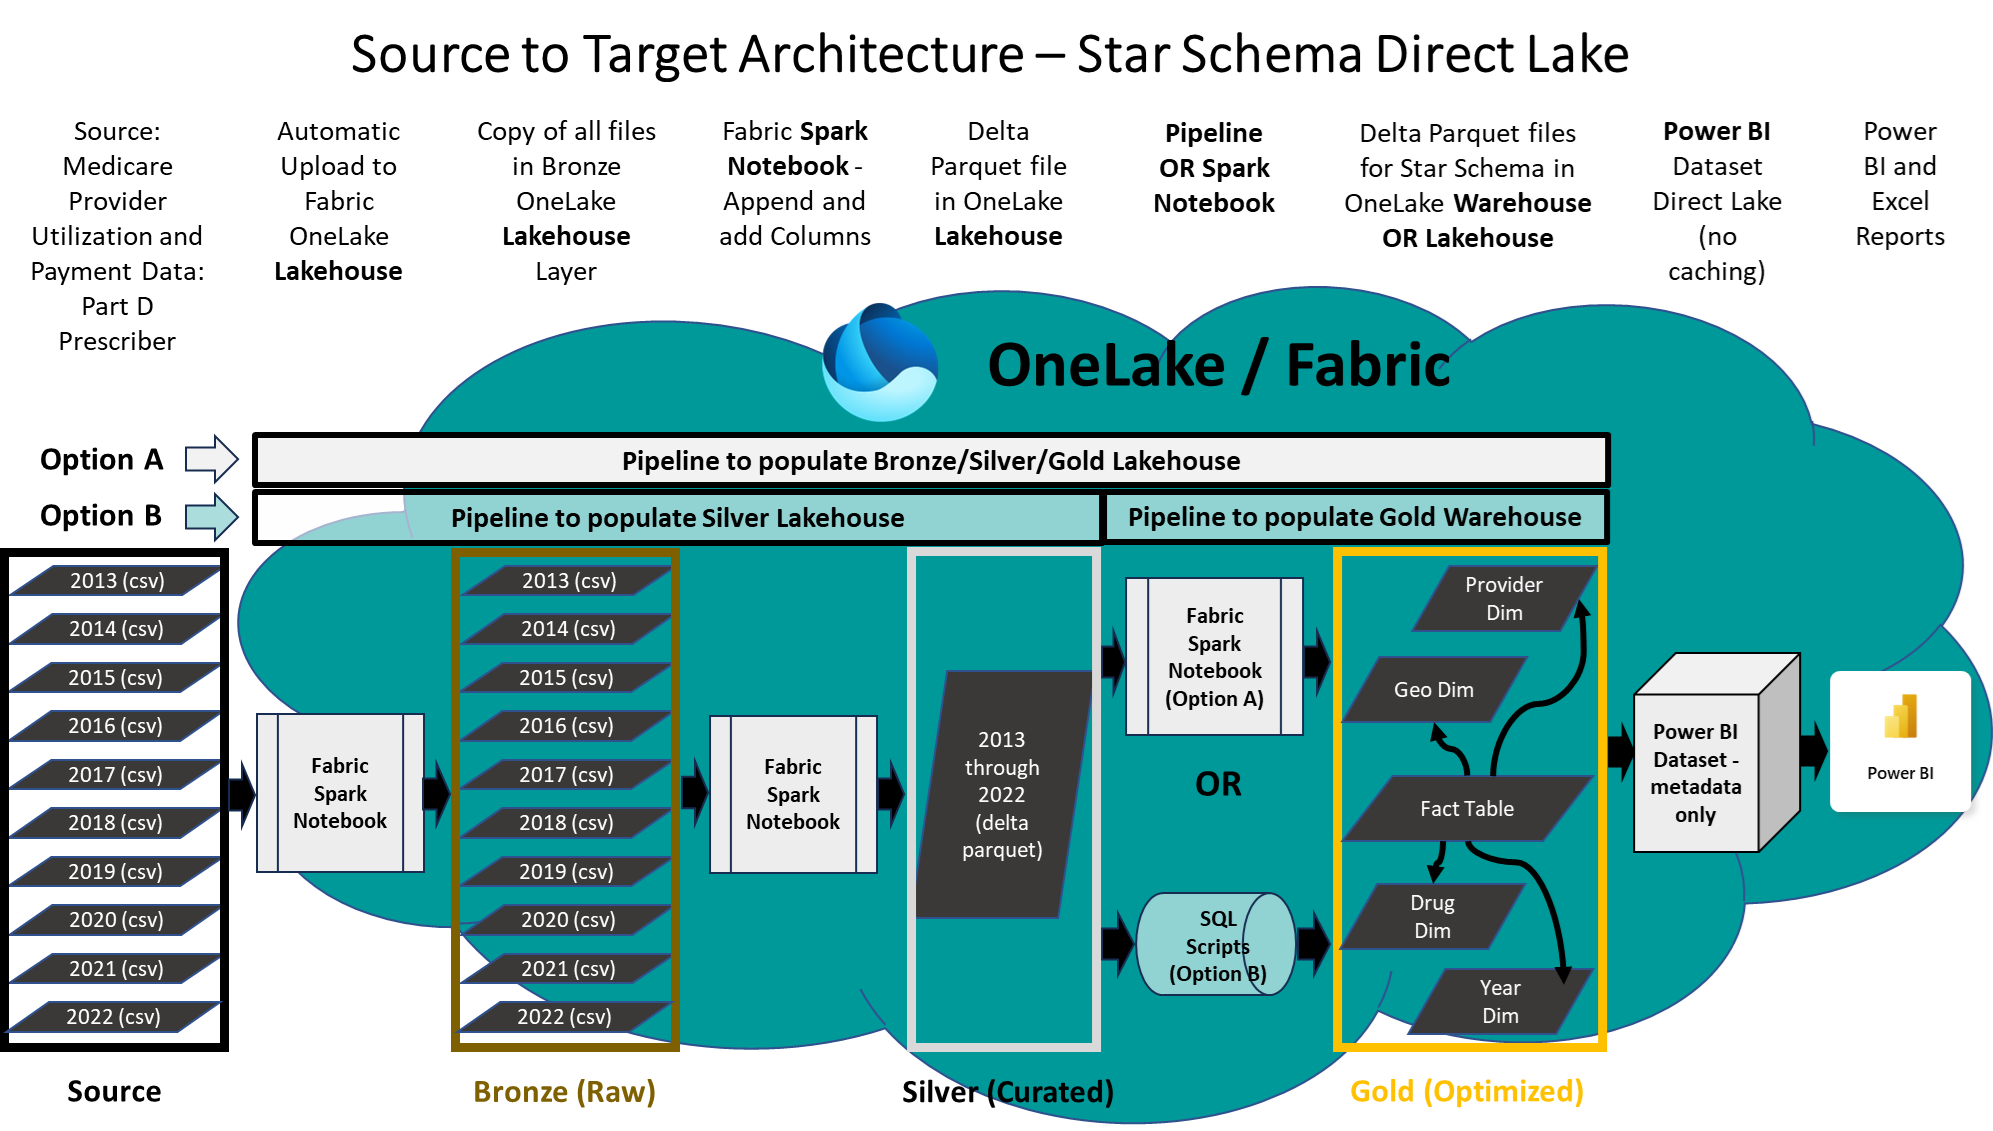 Source to Target Architecture – Star Schema Direct Lake
Source:
Medicare
Provider
Utilization and
Payment Data:
Part D
Prescriber
Automatic
Upload to
Fabric
OneLake
Lakehouse
Copy of all files
in Bronze
OneLake
Lakehouse
Layer
Fabric Spark
Notebook -
Append and
add Columns
Delta
Parquet file
in OneLake
Lakehouse
Pipeline
OR Spark
Notebook
Delta Parquet files
for Star Schema in
OneLake Warehouse
OR Lakehouse
Power BI
Dataset
Direct Lake
(no
caching)
Power
BI and
Excel
Reports
OneLake / Fabric
Option A
Pipeline to populate Bronze/Silver/Gold Lakehouse
Option B
Pipeline to populate Silver Lakehouse
Pipeline to populate Gold Warehouse
2013 (csv)
2014 (csv)
2015 (csv)
2016 (csv)
2017 (csv)
2018 (csv)
2019 (csv)
2020 (csv)
2021 (csv)
2022 (csv)
Fabric
Spark
Notebook
2013 (csv)
2014 (csv)
2015 (csv)
2016 (csv)
2017 (csv)
2018 (csv)
2019 (csv)
2020 (csv)
2021 (csv)
2022 (csv)
Fabric
Spark
Notebook
2013
through
2022
(delta
parquet)
Fabric
Spark
Notebook
(Option A)
OR
SQL
Scripts
(Option B)
Provider
Dim
Geo Dim
Fact Table
Drug
Dim
Year
Dim
Power BI
Dataset -
metadata
only
Power BI
Source
Bronze (Raw)
Silver (Curated)
Gold (Optimized)